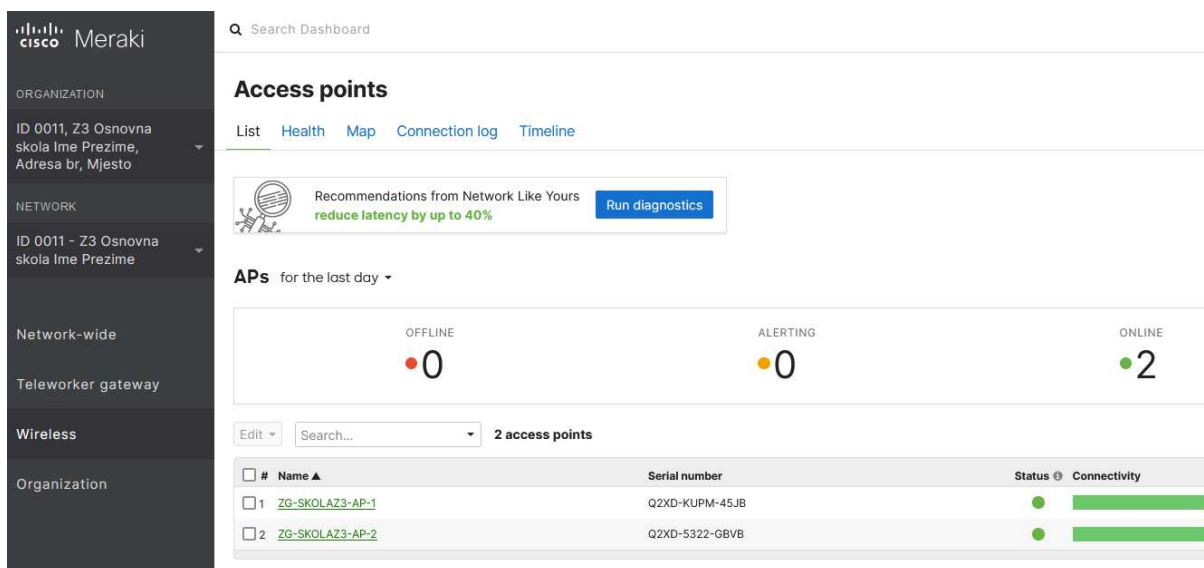 cisco Meraki
Search Dashboard
ORGANIZATION
ID 0011, Z3 Osnovna
skola Ime Prezime,
Adresa br, Mjesto
NETWORK
ID 0011 - Z3 Osnovna
skola Ime Prezime
Network-wide
Teleworker gateway
Wireless
Organization
Access points
List Health Map Connection log Timeline
Recommendations from Network Like Yours
reduce latency by up to 40%
Run diagnostics
APs for the last day
OFFLINE ALERTING ONLINE
0 0 2
Edit Search... 2 access points
# Name Serial number Status Connectivity
1 ZG-SKOLAZ3-AP-1 Q2XD-KUPM-45JB
2 ZG-SKOLAZ3-AP-2 Q2XD-5322-GBVB